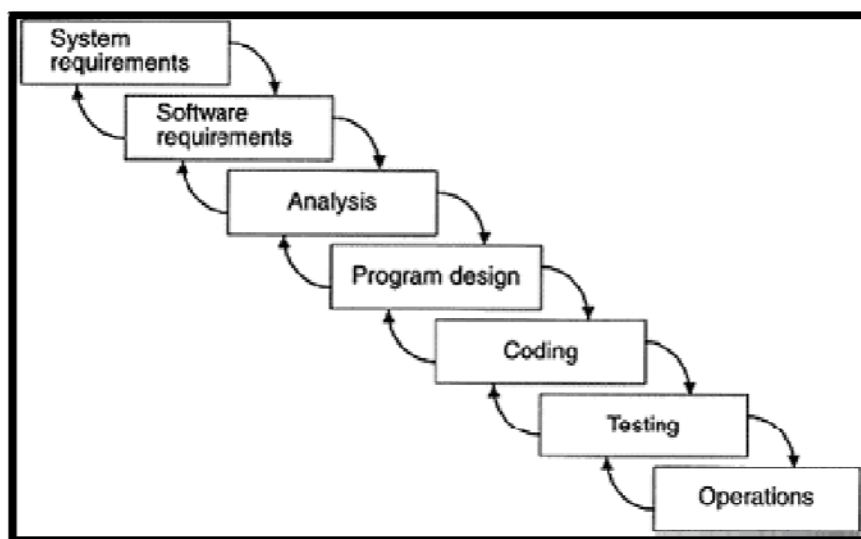 System
requirements
Software
requirements
Analysis
Program design
Coding
Testing
Operations